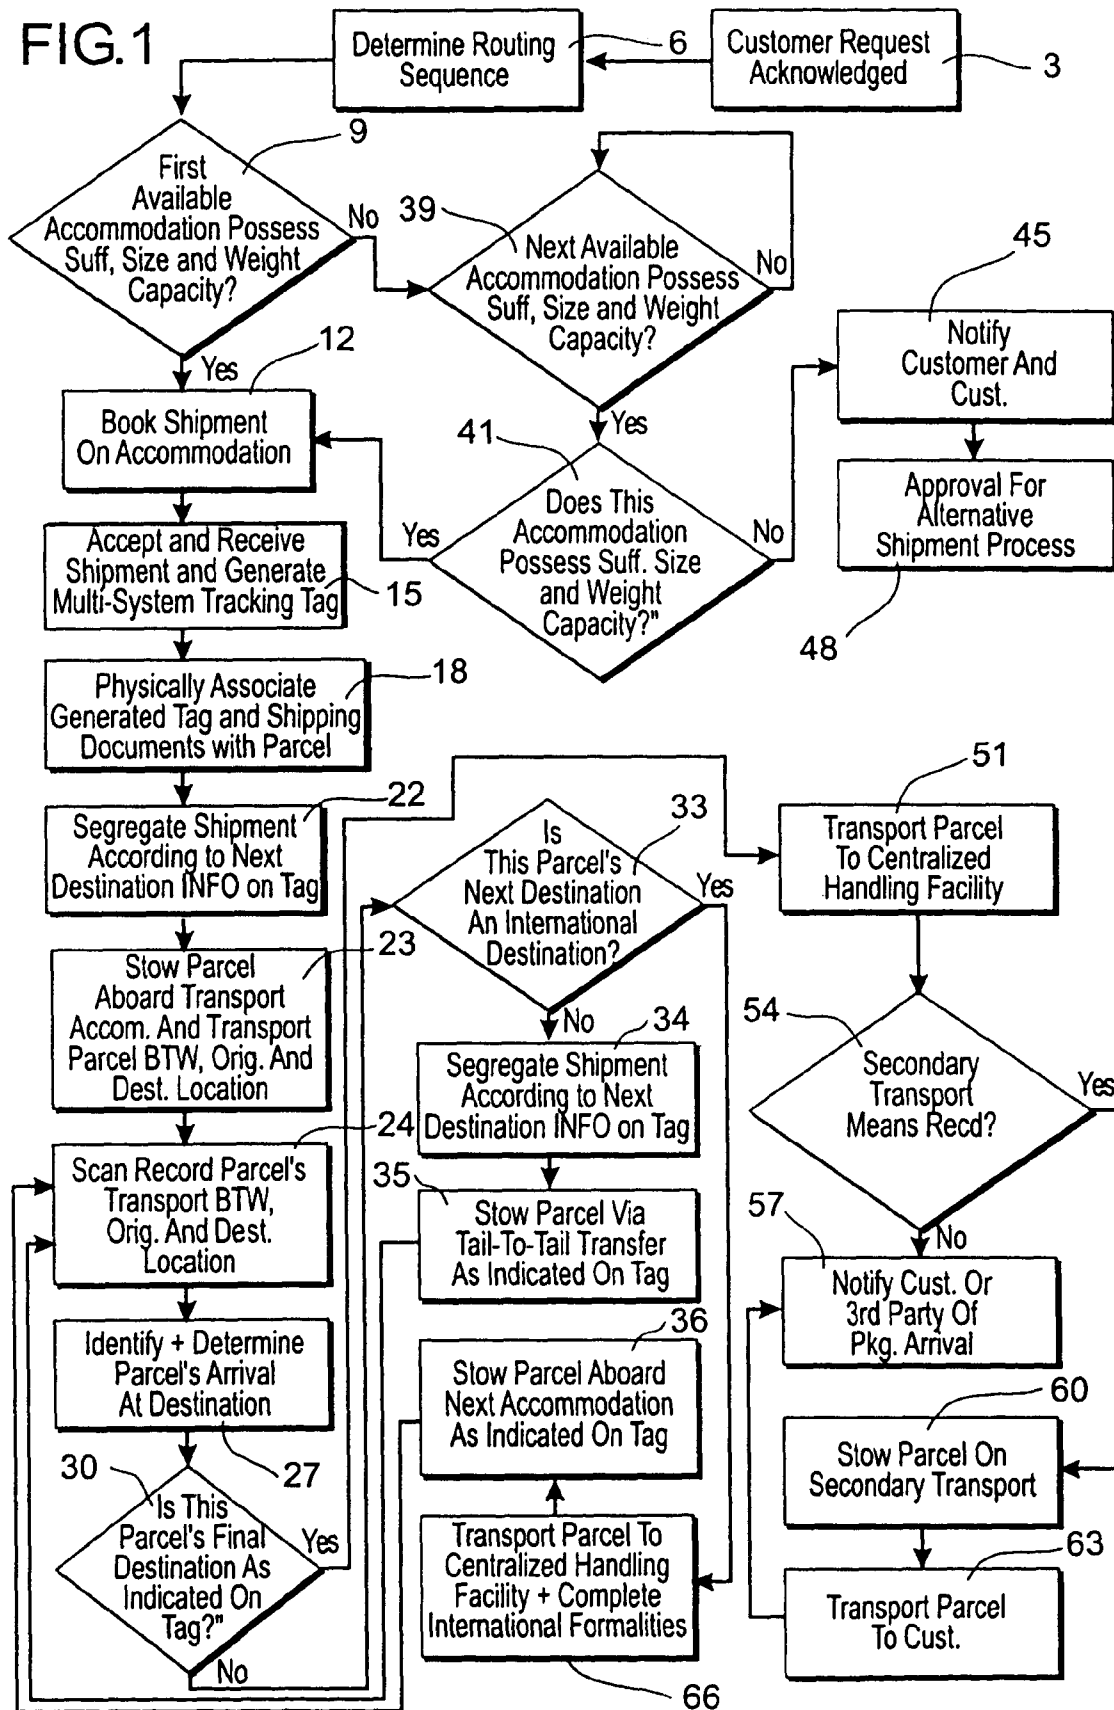 FIG.1
Determine Routing
Sequence
6
Customer Request
Acknowledged
3
9
First
Available
Accommodation Possess
Suff, Size and Weight
Capacity?
No
Yes
39
Next Available
Accommodation Possess
Suff, Size and Weight
Capacity?
No
Yes
45
Notify
Customer And
Cust.
12
Book Shipment
On Accommodation
41
Does This
Accommodation
Possess Suff. Size
and Weight
Capacity?"
Yes
No
Approval For
Alternative
Shipment Process
48
Accept and Receive
Shipment and Generate
Multi-System Tracking Tag
15
18
Physically Associate
Generated Tag and Shipping
Documents with Parcel
22
Segregate Shipment
According to Next
Destination INFO on Tag
23
Stow Parcel
Aboard Transport
Accom. And Transport
Parcel BTW, Orig. And
Dest. Location
24
Scan Record Parcel's
Transport BTW,
Orig. And Dest.
Location
Identify + Determine
Parcel's Arrival
At Destination
27
30
Is This
Parcel's Final
Destination As
Indicated On
Tag?"
Yes
No
33
Is
This Parcel's
Next Destination
An International
Destination?
Yes
No
34
Segregate Shipment
According to Next
Destination INFO on Tag
35
Stow Parcel Via
Tail-To-Tail Transfer
As Indicated On Tag
36
Stow Parcel Aboard
Next Accommodation
As Indicated On Tag
Transport Parcel To
Centralized Handling
Facility + Complete
International Formalities
66
51
Transport Parcel
To Centralized
Handling Facility
54
Secondary
Transport
Means Recd?
Yes
No
57
Notify Cust. Or
3rd Party Of
Pkg. Arrival
60
Stow Parcel On
Secondary Transport
63
Transport Parcel
To Cust.